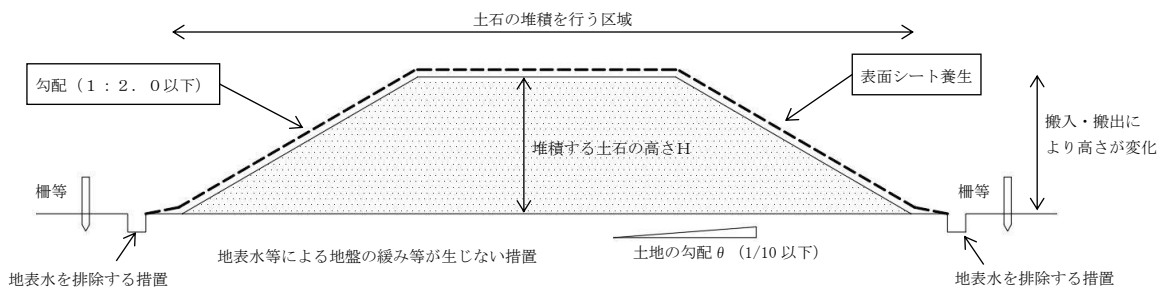 土石の堆積を行う区域
勾配（1：2．0以下）
表面シート養生
堆積する土石の高さH
搬入・搬出に
より高さが変化
柵等
柵等
地表水等による地盤の緩み等が生じない措置
土地の勾配θ（1/10 以下）
地表水を排除する措置
地表水を排除する措置